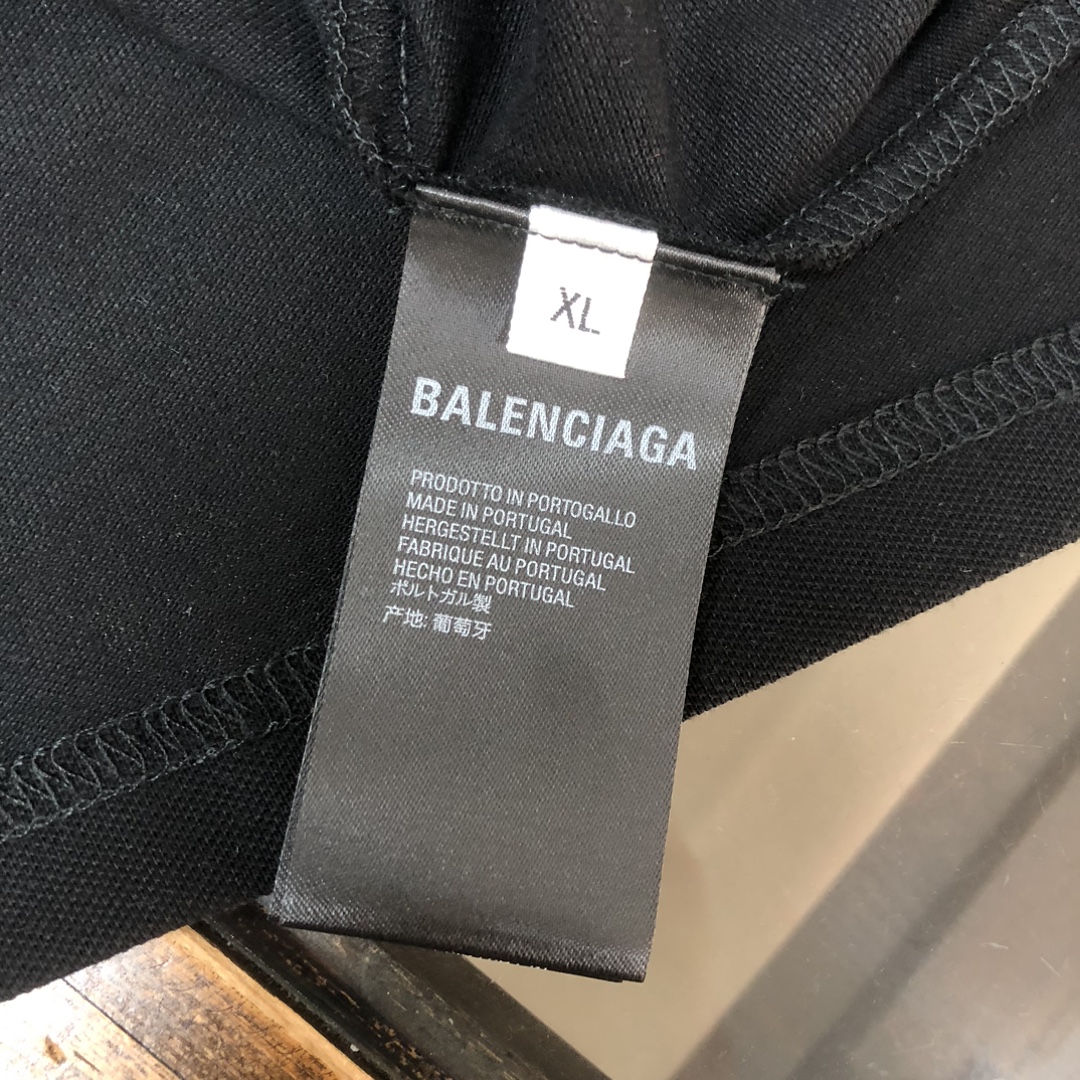 XL
BALENCIAGA
PRODOTTO IN PORTOGALLO
MADE IN PORTUGAL
HERGESTELLT IN PORTUGAL
FABRIQUE AU PORTUGAL
HECHO EN PORTUGAL
ポルトガル製
产地: 葡萄牙